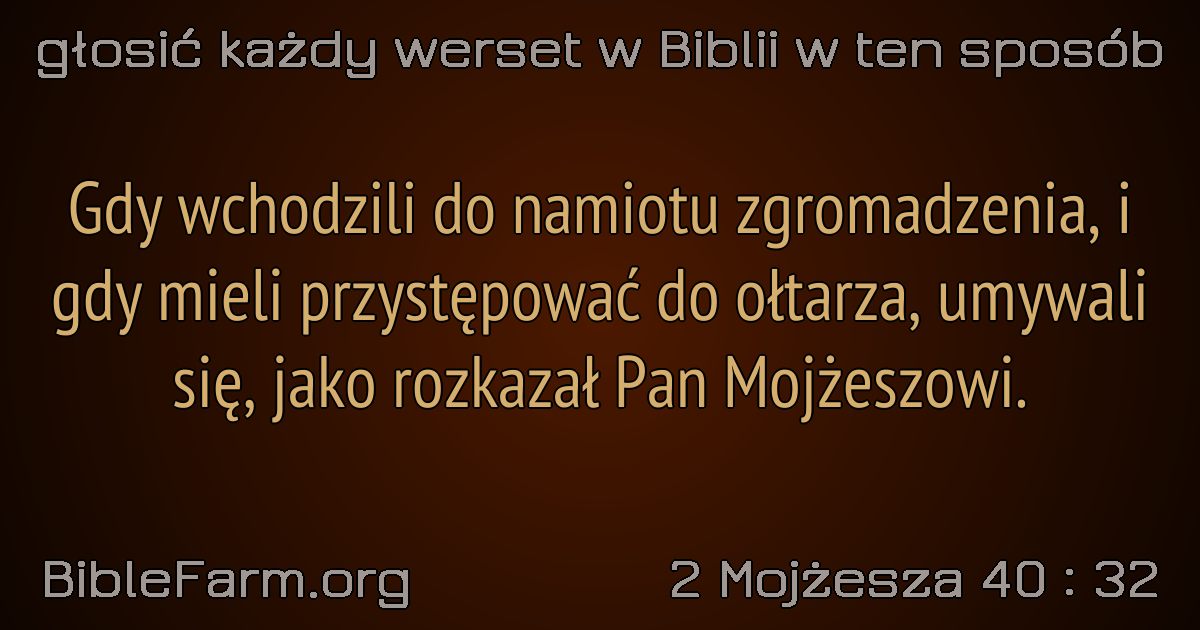 głosić każdy werset w Biblii w ten sposób
Gdy wchodzili do namiotu zgromadzenia, i
gdy mieli przystępować do ołtarza, umywali
się, jako rozkazał Pan Mojżeszowi.
BibleFarm.org
2 Mojżesza 40 : 32